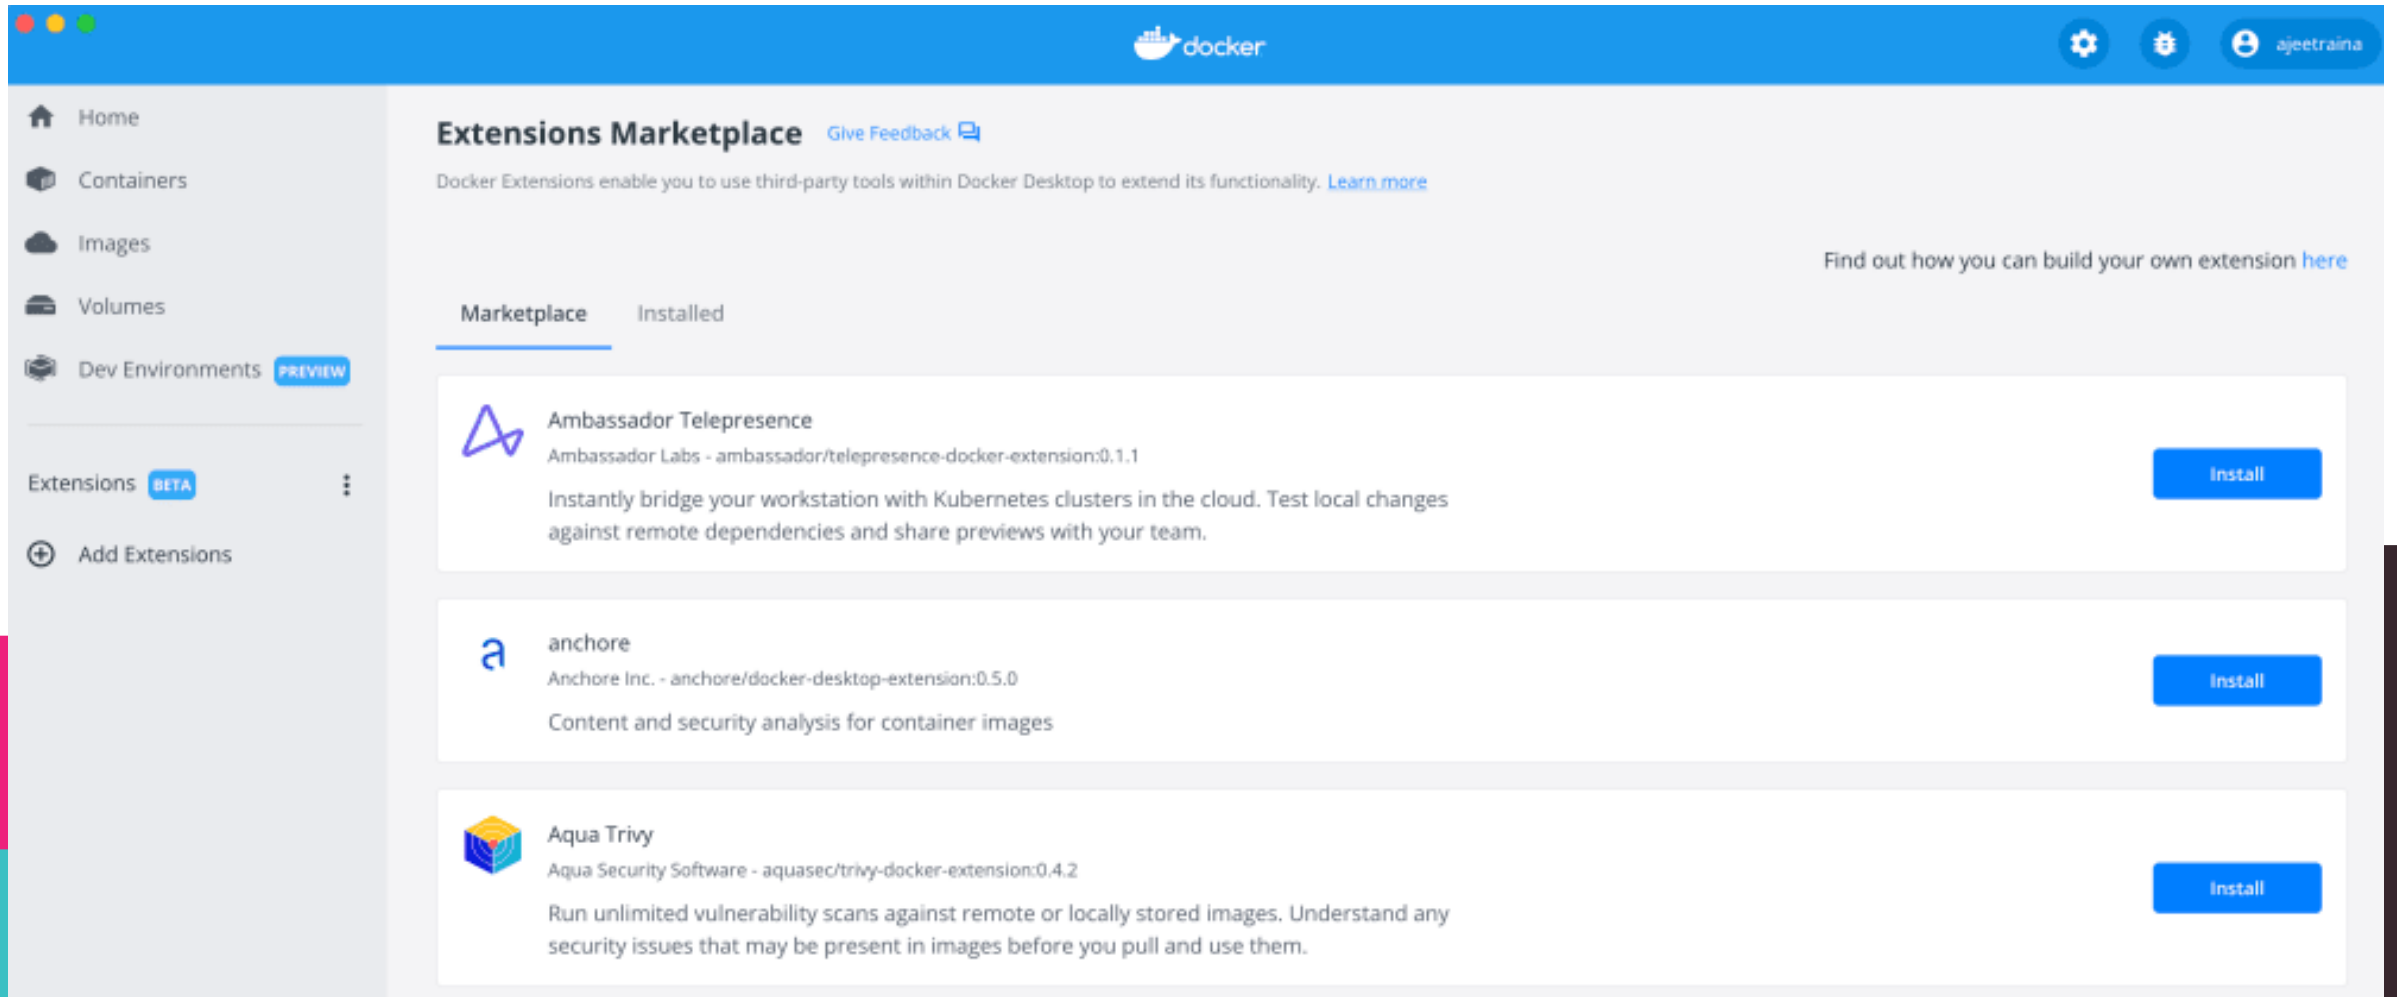 docker
ajeetraina
Home
Containers
Images
Volumes
Dev Environments PREVIEW
Extensions BETA
Add Extensions
Extensions Marketplace Give Feedback
Docker Extensions enable you to use third-party tools within Docker Desktop to extend its functionality. Learn more
Find out how you can build your own extension here
Marketplace Installed
Ambassador Telepresence
Ambassador Labs - ambassador/telepresence-docker-extension:0.1.1
Instantly bridge your workstation with Kubernetes clusters in the cloud. Test local changes
against remote dependencies and share previews with your team.
Install
anchore
Anchore Inc. - anchore/docker-desktop-extension:0.5.0
Content and security analysis for container images
Install
Aqua Trivy
Aqua Security Software - aquasec/trivy-docker-extension:0.4.2
Run unlimited vulnerability scans against remote or locally stored images. Understand any
security issues that may be present in images before you pull and use them.
Install